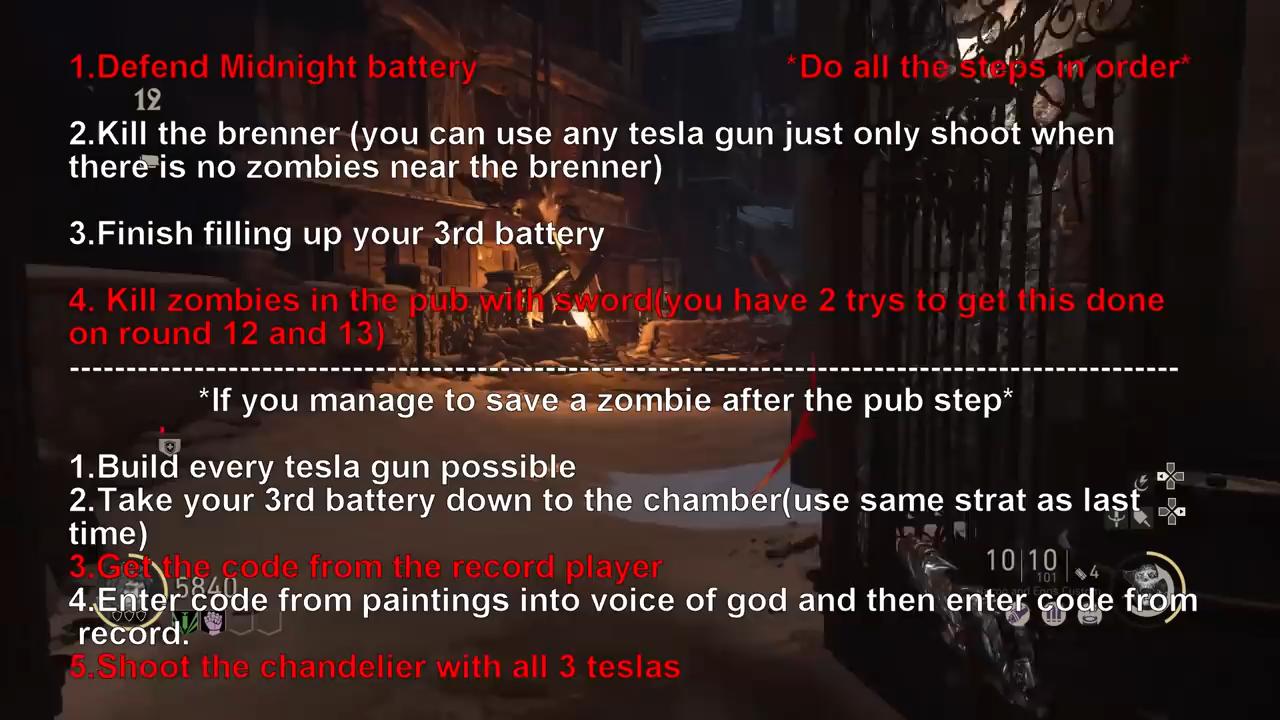 1.Defend Midnight battery
*Do all the steps in order*
12
2.Kill the brenner (you can use any tesla gun just only shoot when
there is no zombies near the brenner)
3.Finish filling up your 3rd battery
4. Kill zombies in the pub with sword(you have 2 trys to get this done
on round 12 and 13)
--------------------------------------------------------------------------------
*If you manage to save a zombie after the pub step*
1.Build every tesla gun possible
2.Take your 3rd battery down to the chamber(use same strat as last
time)
3.Get the code from the record player
10|10
101
4
5840
4.Enter code from paintings into voice of god and then enter code from
record.
5.Shoot the chandelier with all 3 teslas